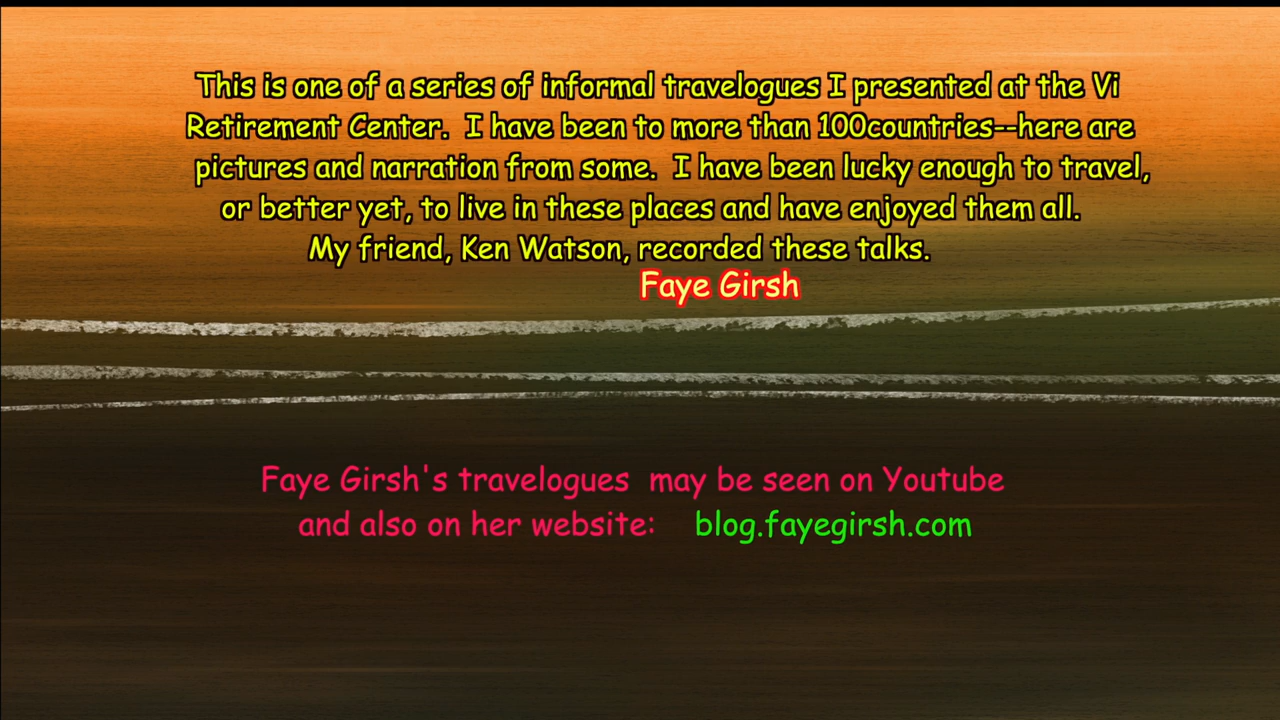 This is one of a series of informal travelogues I presented at the Vi
Retirement Center.  I have been to more than 100countries--here are
pictures and narration from some.  I have been lucky enough to travel,
or better yet, to live in these places and have enjoyed them all.
My friend, Ken Watson, recorded these talks.
Faye Girsh
Faye Girsh's travelogues  may be seen on Youtube
and also on her website:    blog.fayegirsh.com